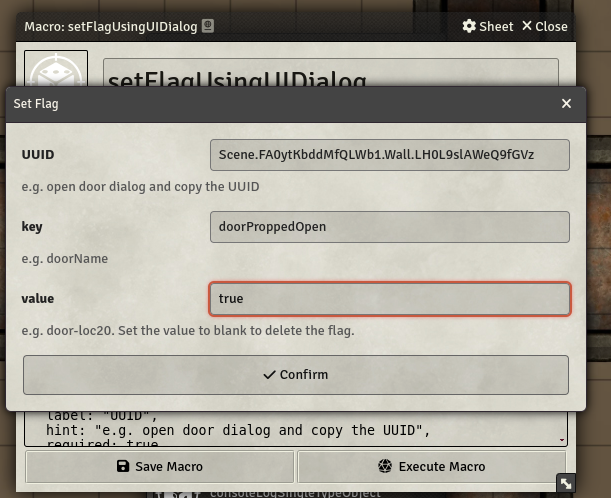 Macro: setFlagUsingUIDialog
Sheet
Close
setFlagUsingUIDialog
Set Flag
UUID
Scene.FA0ytKbddMfQLWb1.Wall.LH0L9slAWeQ9fGVz
e.g. open door dialog and copy the UUID
key
doorProppedOpen
e.g. doorName
value
true
e.g. door-loc20. Set the value to blank to delete the flag.
Confirm
label: "UUID",
hint: "e.g. open door dialog and copy the UUID",
required: true
Save Macro
Execute Macro
consoleLogSingleTypeObject